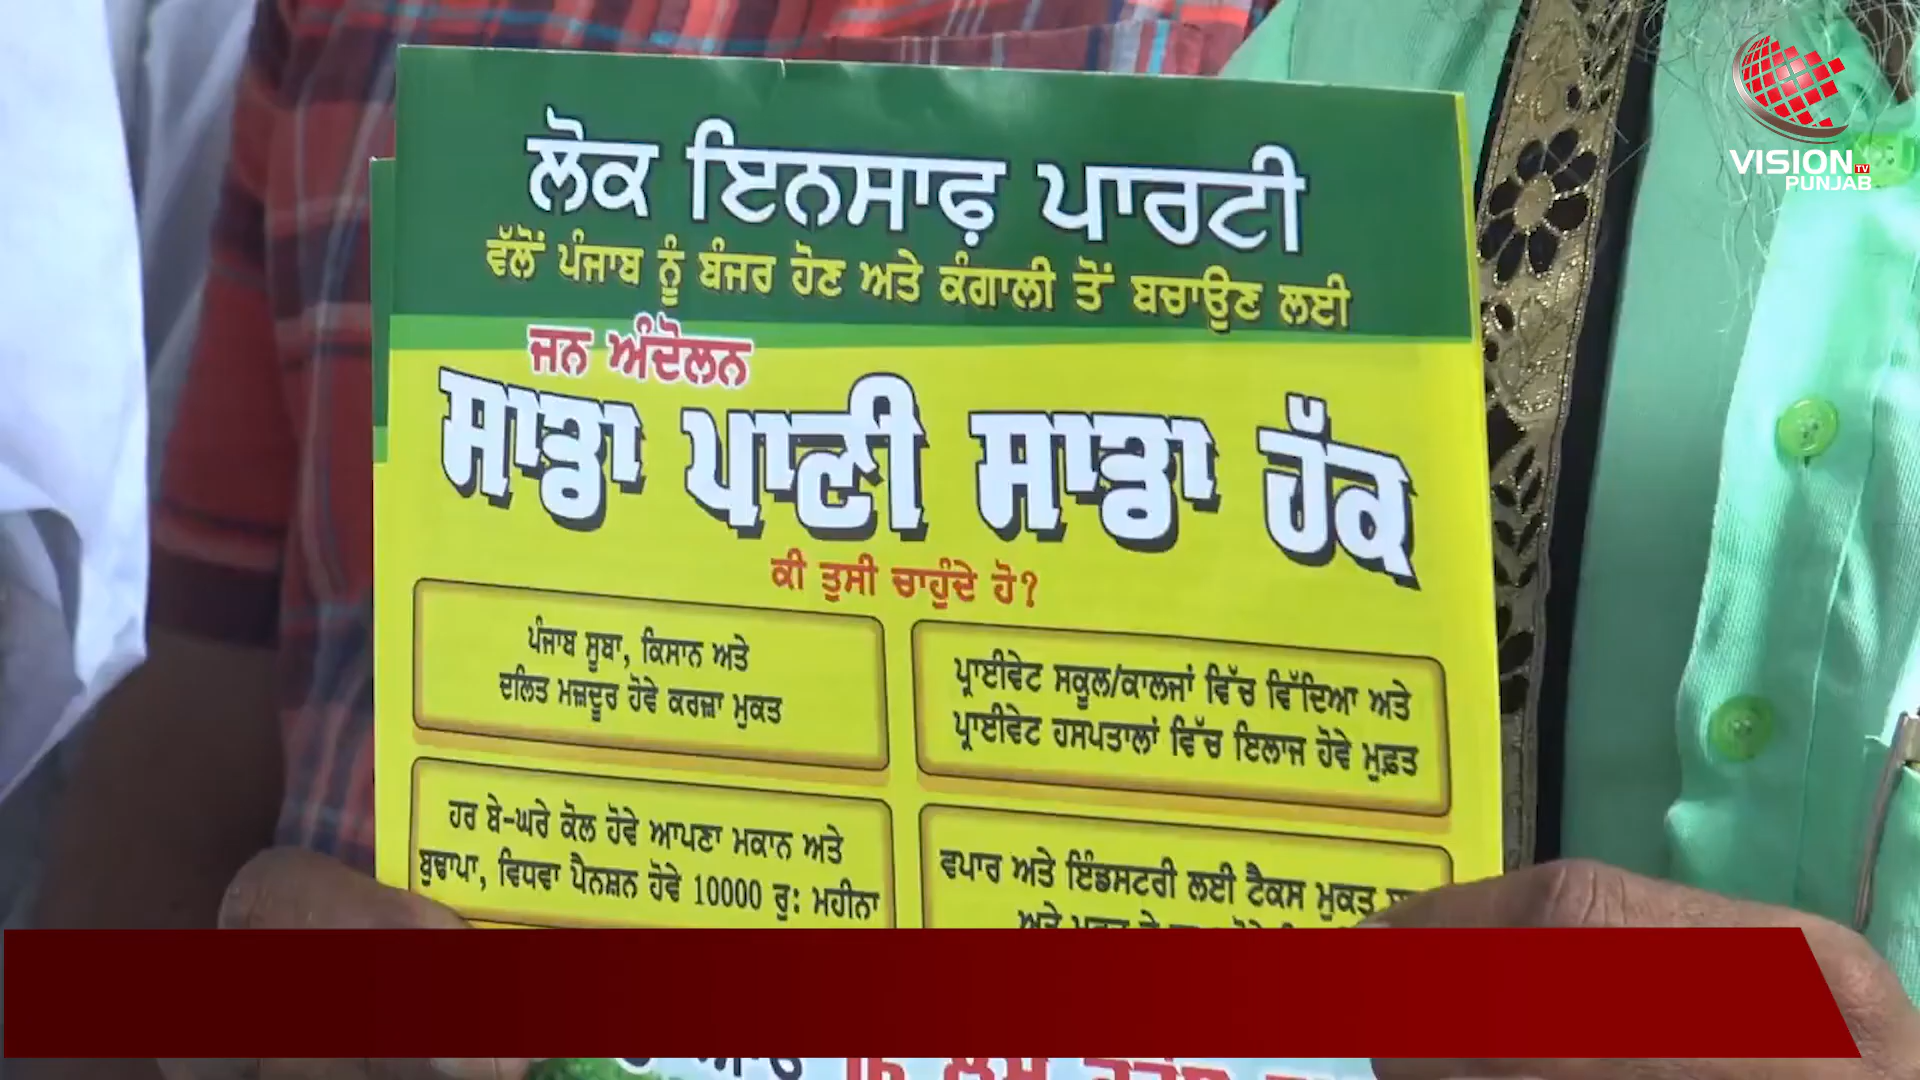 VISION TV
PUNJAB
ਲੋਕ ਇਨਸਾਫ਼ ਪਾਰਟੀ
ਵੱਲੋਂ ਪੰਜਾਬ ਨੂੰ ਬੰਜਰ ਹੋਣ ਅਤੇ ਕੰਗਾਲੀ ਤੋਂ ਬਚਾਉਣ ਲਈ
ਜਨ ਅੰਦੋਲਨ
ਸਾਡਾ ਪਾਣੀ ਸਾਡਾ ਹੱਕ
ਕੀ ਤੁਸੀ ਚਾਹੁੰਦੇ ਹੋ?
ਪੰਜਾਬ ਸੂਬਾ, ਕਿਸਾਨ ਅਤੇ
ਦਲਿਤ ਮਜ਼ਦੂਰ ਹੋਵੇ ਕਰਜ਼ਾ ਮੁਕਤ
ਪ੍ਰਾਈਵੇਟ ਸਕੂਲ/ਕਾਲਜਾਂ ਵਿੱਚ ਵਿੱਦਿਆ ਅਤੇ
ਪ੍ਰਾਈਵੇਟ ਹਸਪਤਾਲਾਂ ਵਿੱਚ ਇਲਾਜ ਹੋਵੇ ਮੁਫ਼ਤ
ਹਰ ਬੇ-ਘਰੇ ਕੋਲ ਹੋਵੇ ਆਪਣਾ ਮਕਾਨ ਅਤੇ
ਬੁਢਾਪਾ, ਵਿਧਵਾ ਪੈਨਸ਼ਨ ਹੋਵੇ 10000 ਰੁ: ਮਹੀਨਾ
ਵਪਾਰ ਅਤੇ ਇੰਡਸਟਰੀ ਲਈ ਟੈਕਸ ਮੁਕਤ
ਅਤੇ
16 ਲੱਖ